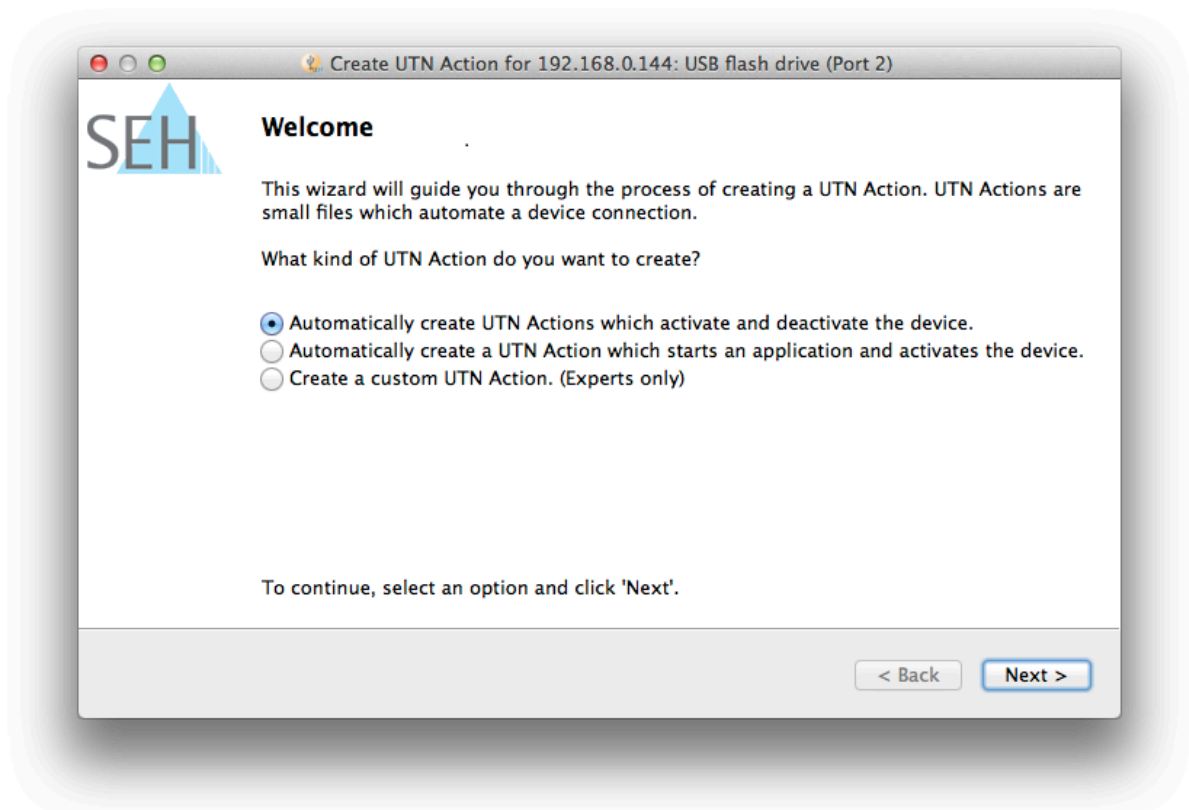 Create UTN Action for 192.168.0.144: USB flash drive (Port 2)
SEH
Welcome
.
This wizard will guide you through the process of creating a UTN Action. UTN Actions are
small files which automate a device connection.
What kind of UTN Action do you want to create?
Automatically create UTN Actions which activate and deactivate the device.
Automatically create a UTN Action which starts an application and activates the device.
Create a custom UTN Action. (Experts only)
To continue, select an option and click 'Next'.
< Back
Next >